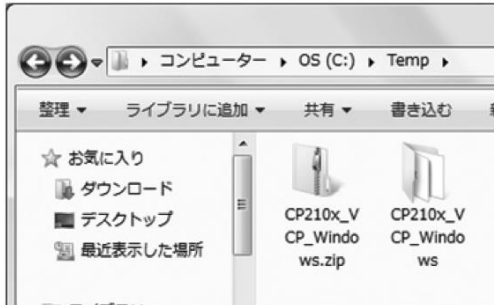 コンピューター ▸ OS (C:) ▸ Temp ▸
整理 ▼ ライブラリに追加 ▼ 共有 ▼ 書き込む
お気に入り
ダウンロード
デスクトップ
最近表示した場所
CP210x_V
CP_Windo
ws.zip
CP210x_V
CP_Windo
ws